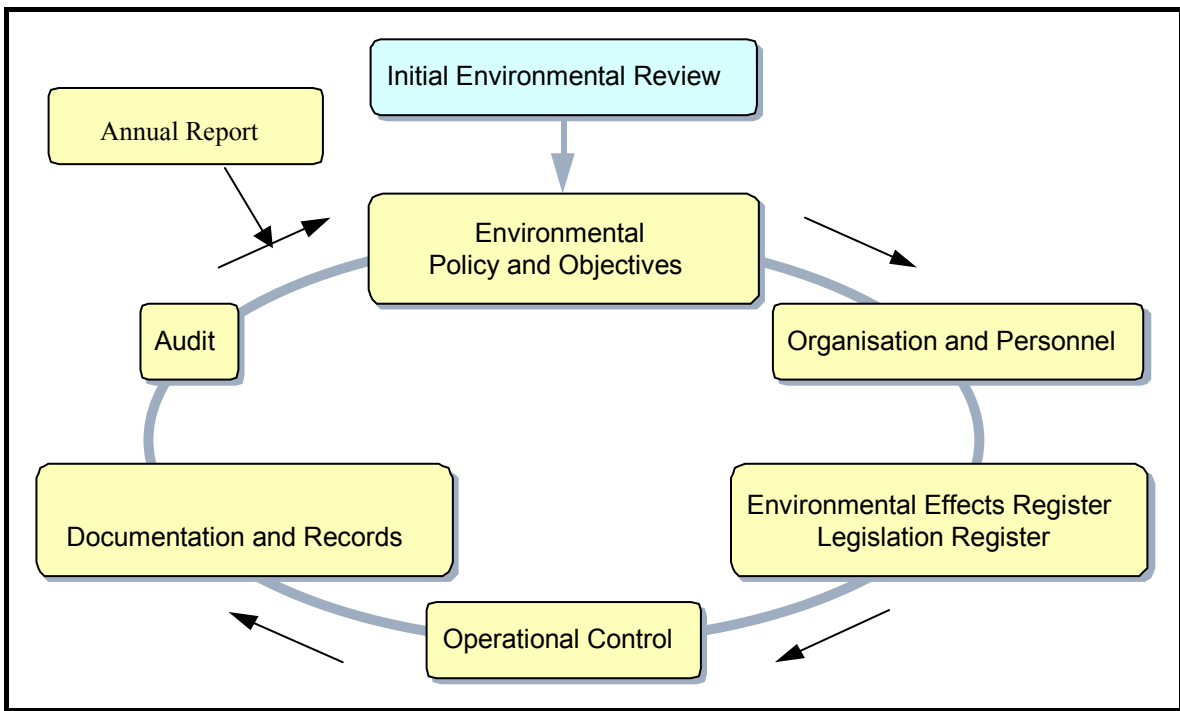 Initial Environmental Review
Annual Report
Environmental
Policy and Objectives
Audit
Organisation and Personnel
Environmental Effects Register
Legislation Register
Documentation and Records
Operational Control